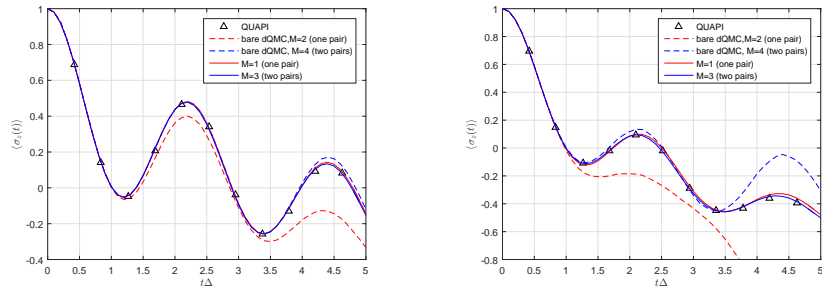 1
0.8
0.6
0.4
0.2
0
-0.2
-0.4
⟨σz(t)⟩
0 0.5 1 1.5 2 2.5 3 3.5 4 4.5 5
tΔ
QUAPI
bare dQMC,M=2 (one pair)
bare dQMC, M=4 (two pairs)
M=1 (one pair)
M=3 (two pairs)
1
0.8
0.6
0.4
0.2
0
-0.2
-0.4
-0.6
-0.8
⟨σz(t)⟩
0 0.5 1 1.5 2 2.5 3 3.5 4 4.5 5
tΔ
QUAPI
bare dQMC,M=2 (one pair)
bare dQMC, M=4 (two pairs)
M=1 (one pair)
M=3 (two pairs)